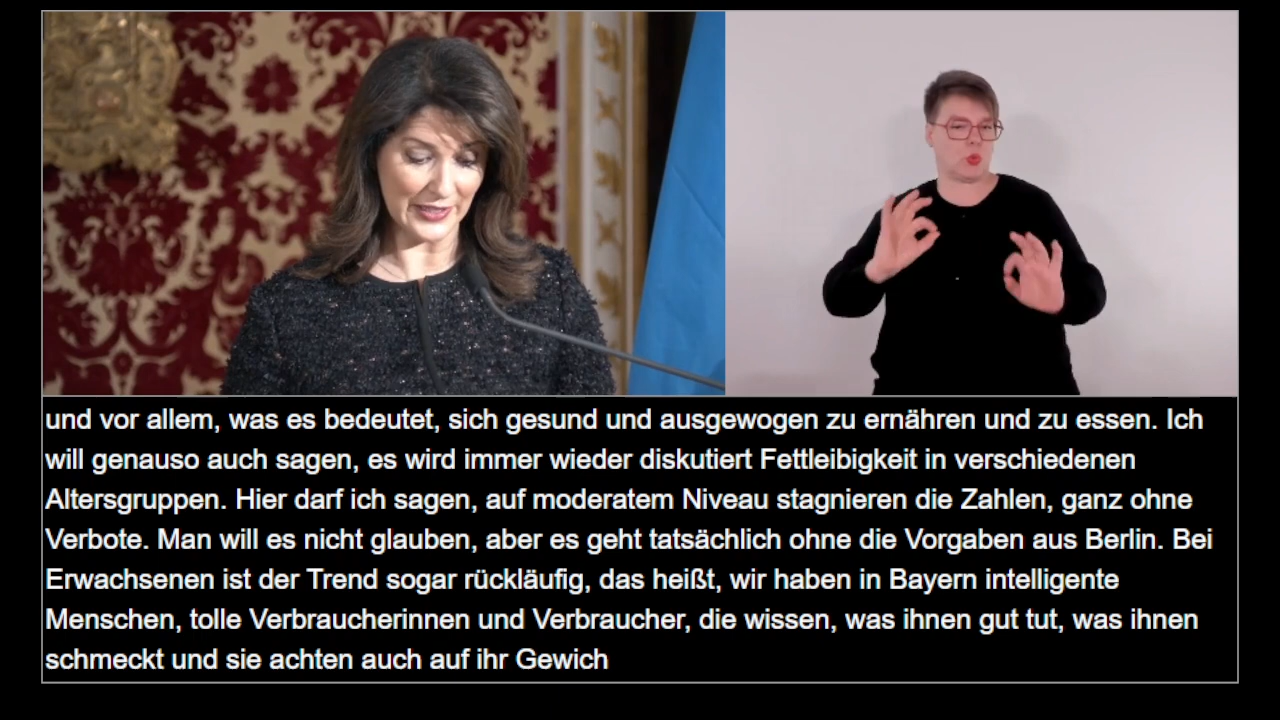 und vor allem, was es bedeutet, sich gesund und ausgewogen zu ernähren und zu essen. Ich
will genauso auch sagen, es wird immer wieder diskutiert Fettleibigkeit in verschiedenen
Altersgruppen. Hier darf ich sagen, auf moderatem Niveau stagnieren die Zahlen, ganz ohne
Verbote. Man will es nicht glauben, aber es geht tatsächlich ohne die Vorgaben aus Berlin. Bei
Erwachsenen ist der Trend sogar rückläufig, das heißt, wir haben in Bayern intelligente
Menschen, tolle Verbraucherinnen und Verbraucher, die wissen, was ihnen gut tut, was ihnen
schmeckt und sie achten auch auf ihr Gewich